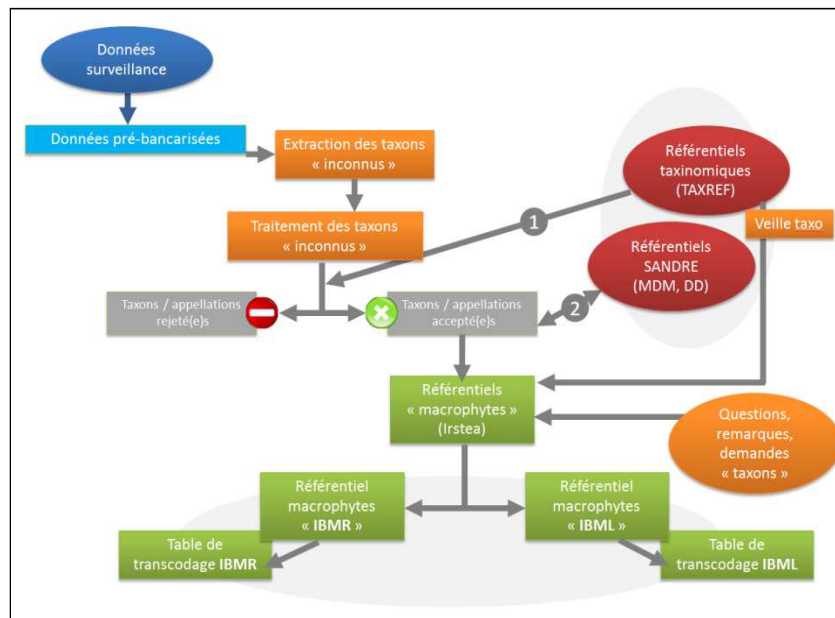 Données
surveillance
Données pré-bancarisées
Extraction des taxons
« inconnus »
Référentiels
taxinomiques
(TAXREF)
1
Traitement des taxons
« inconnus »
Veille taxo
Référentiels
SANDRE
(MDM, DD)
Taxons / appellations
rejeté(e)s
Taxons / appellations
accepté(e)s
2
Référentiels
« macrophytes »
(Irstea)
Questions,
remarques,
demandes
« taxons »
Référentiel
macrophytes
« IBMR »
Référentiel
macrophytes
« IBML »
Table de
transcodage IBMR
Table de
transcodage IBML